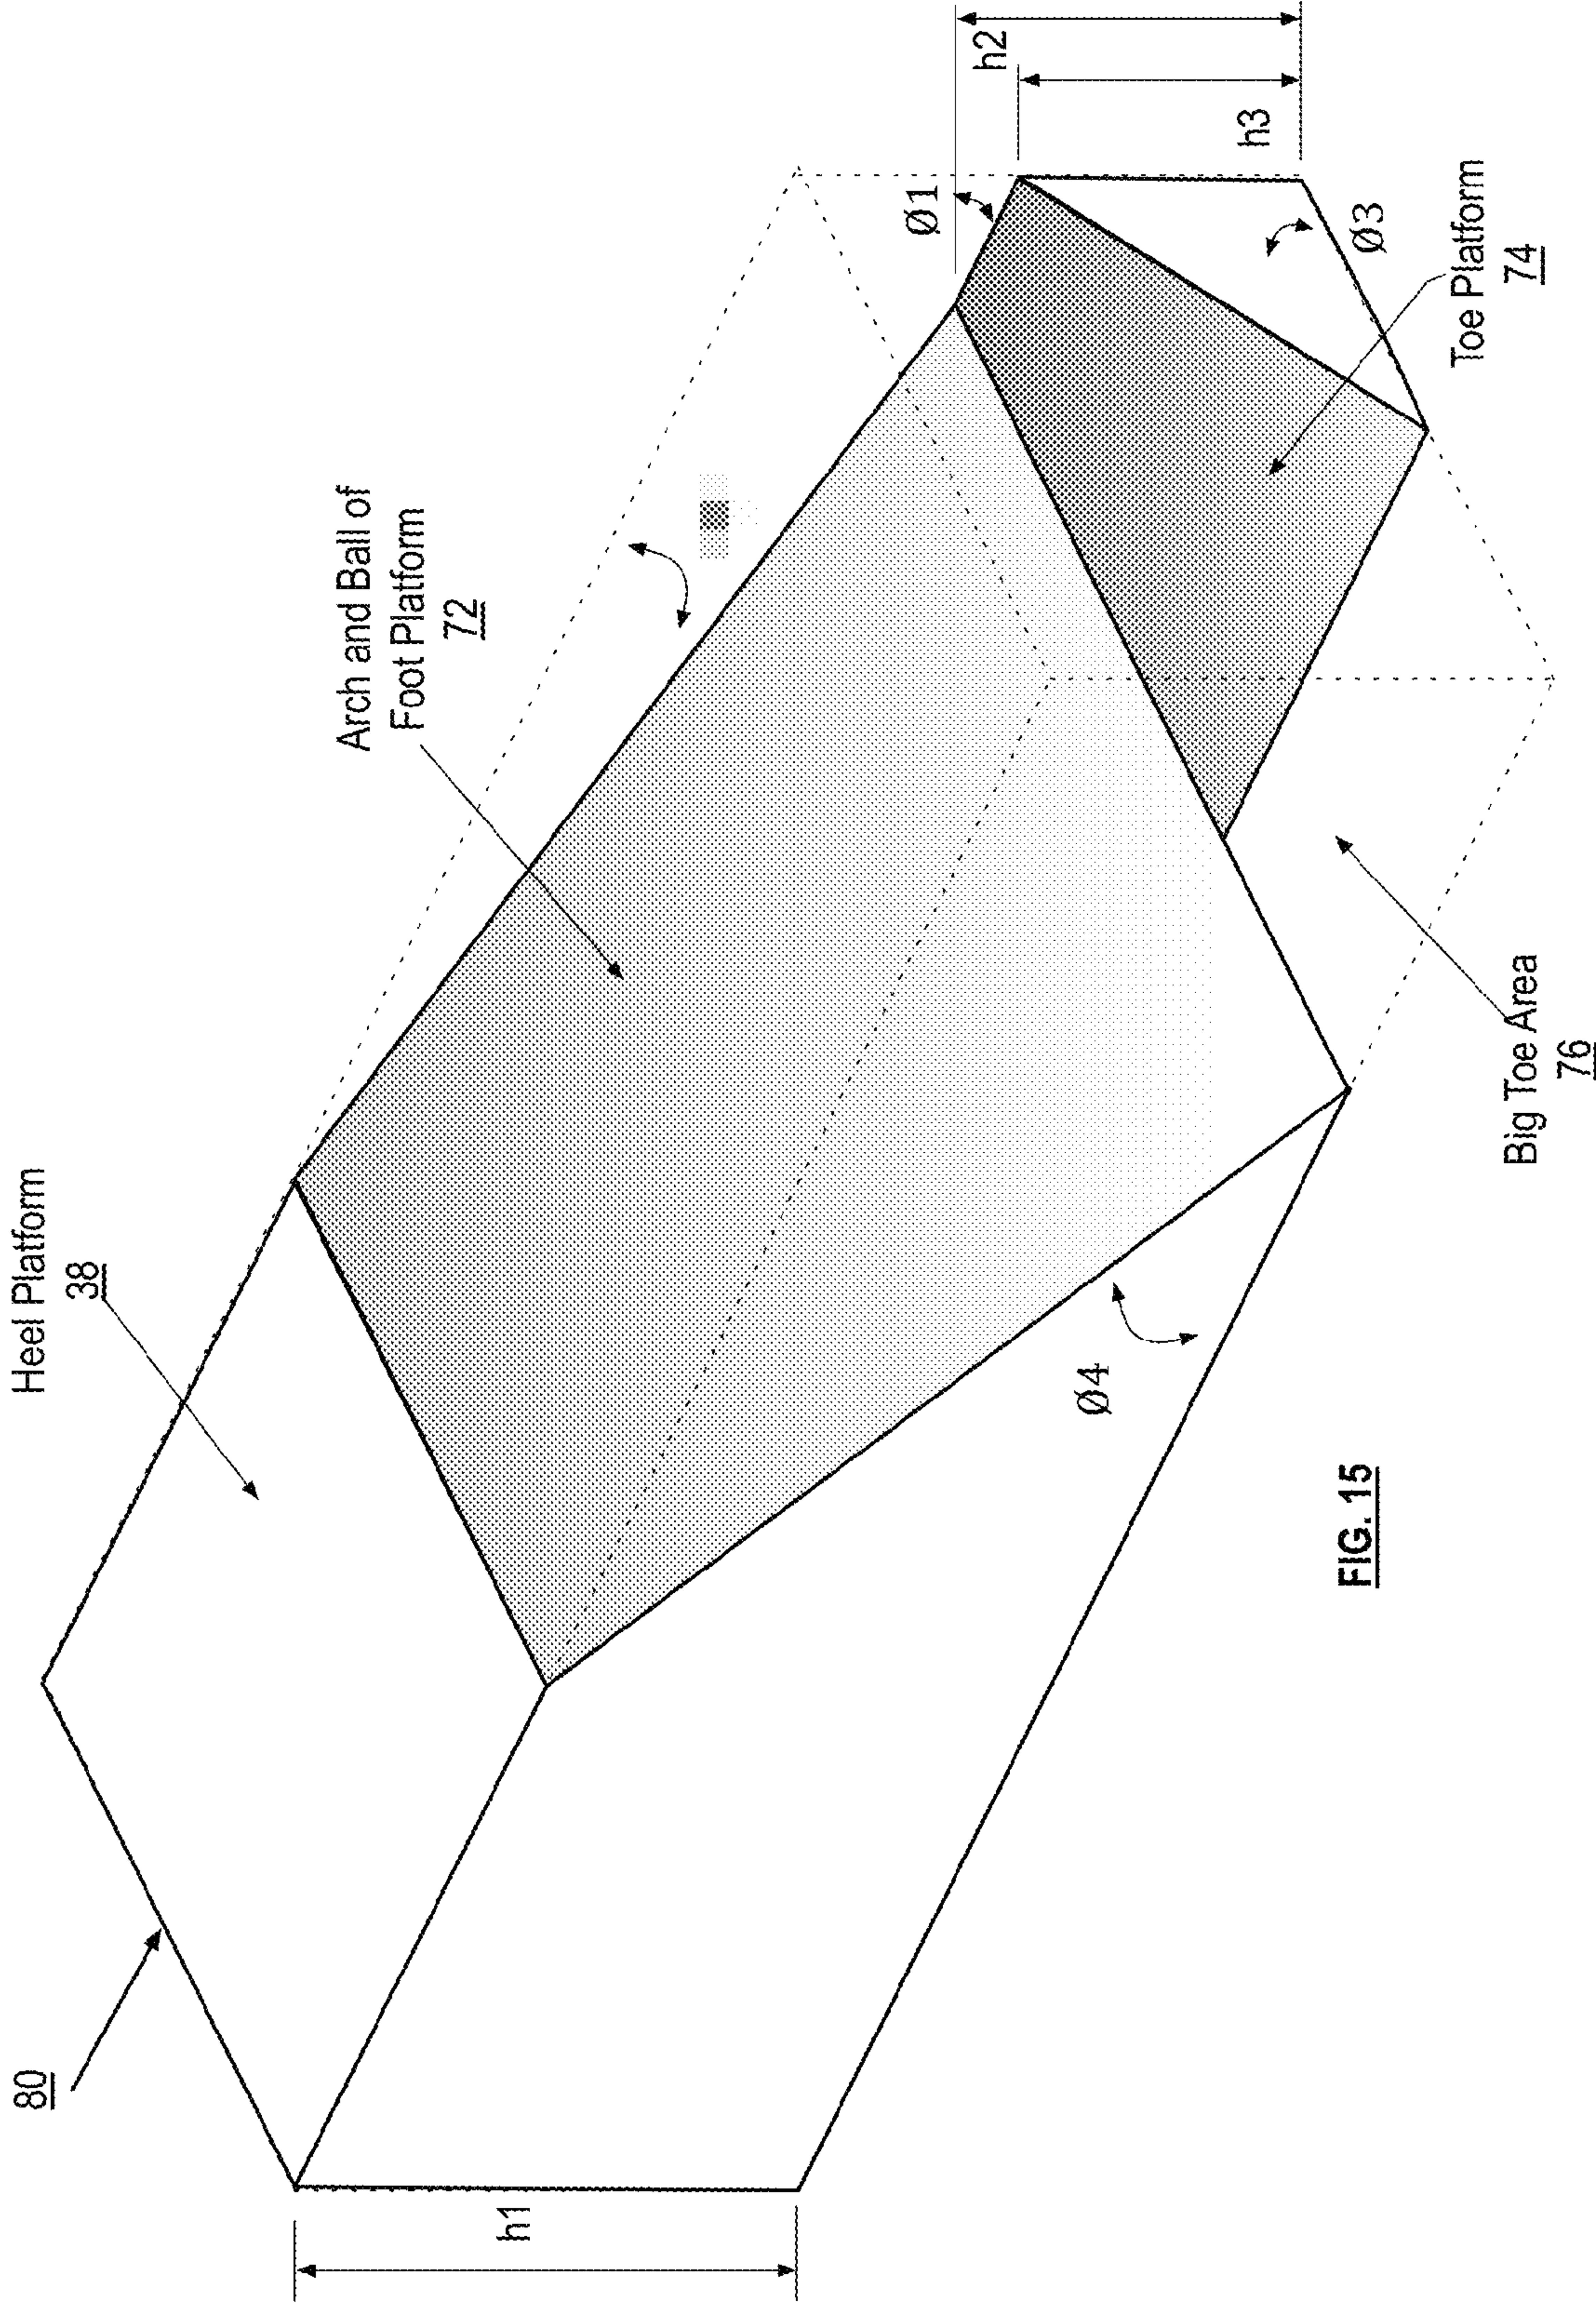 80
Heel Platform
38
Arch and Ball of
Foot Platform
72
h1
h2
h3
Ø1
Ø3
Ø4
Toe Platform
74
Big Toe Area
76
FIG. 15